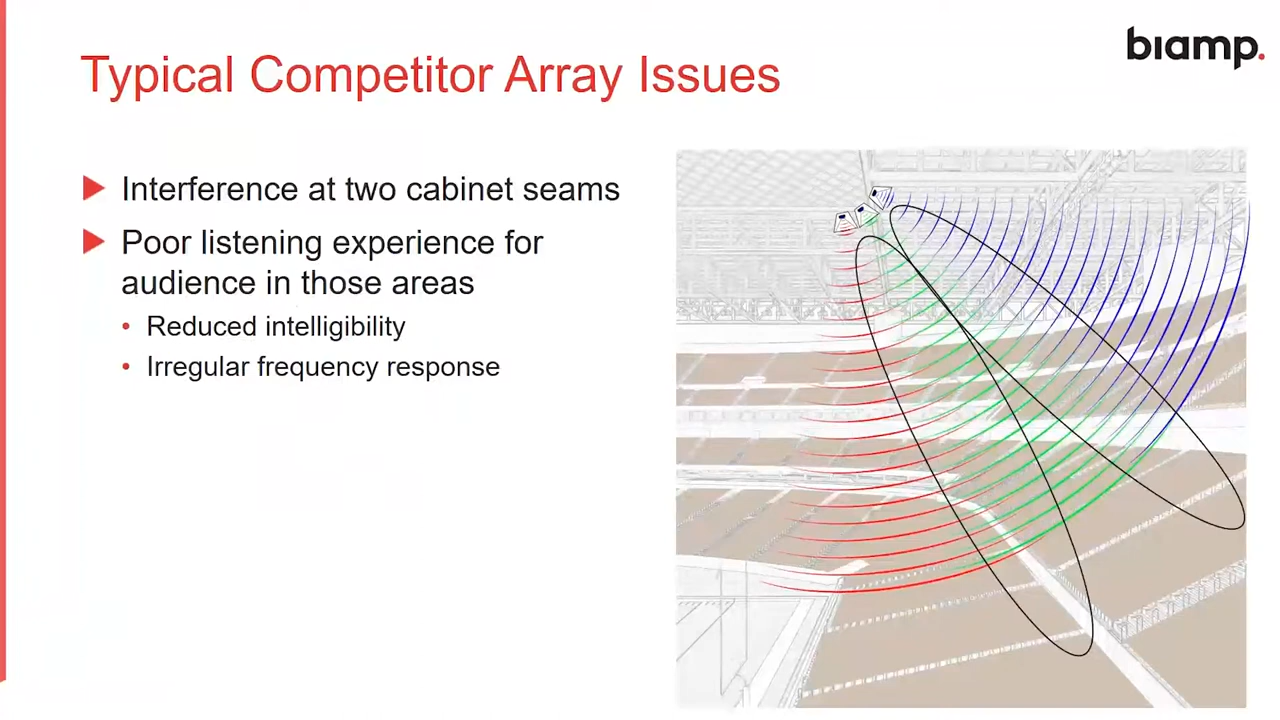 biamp.
Typical Competitor Array Issues
Interference at two cabinet seams
Poor listening experience for
audience in those areas
• Reduced intelligibility
• Irregular frequency response